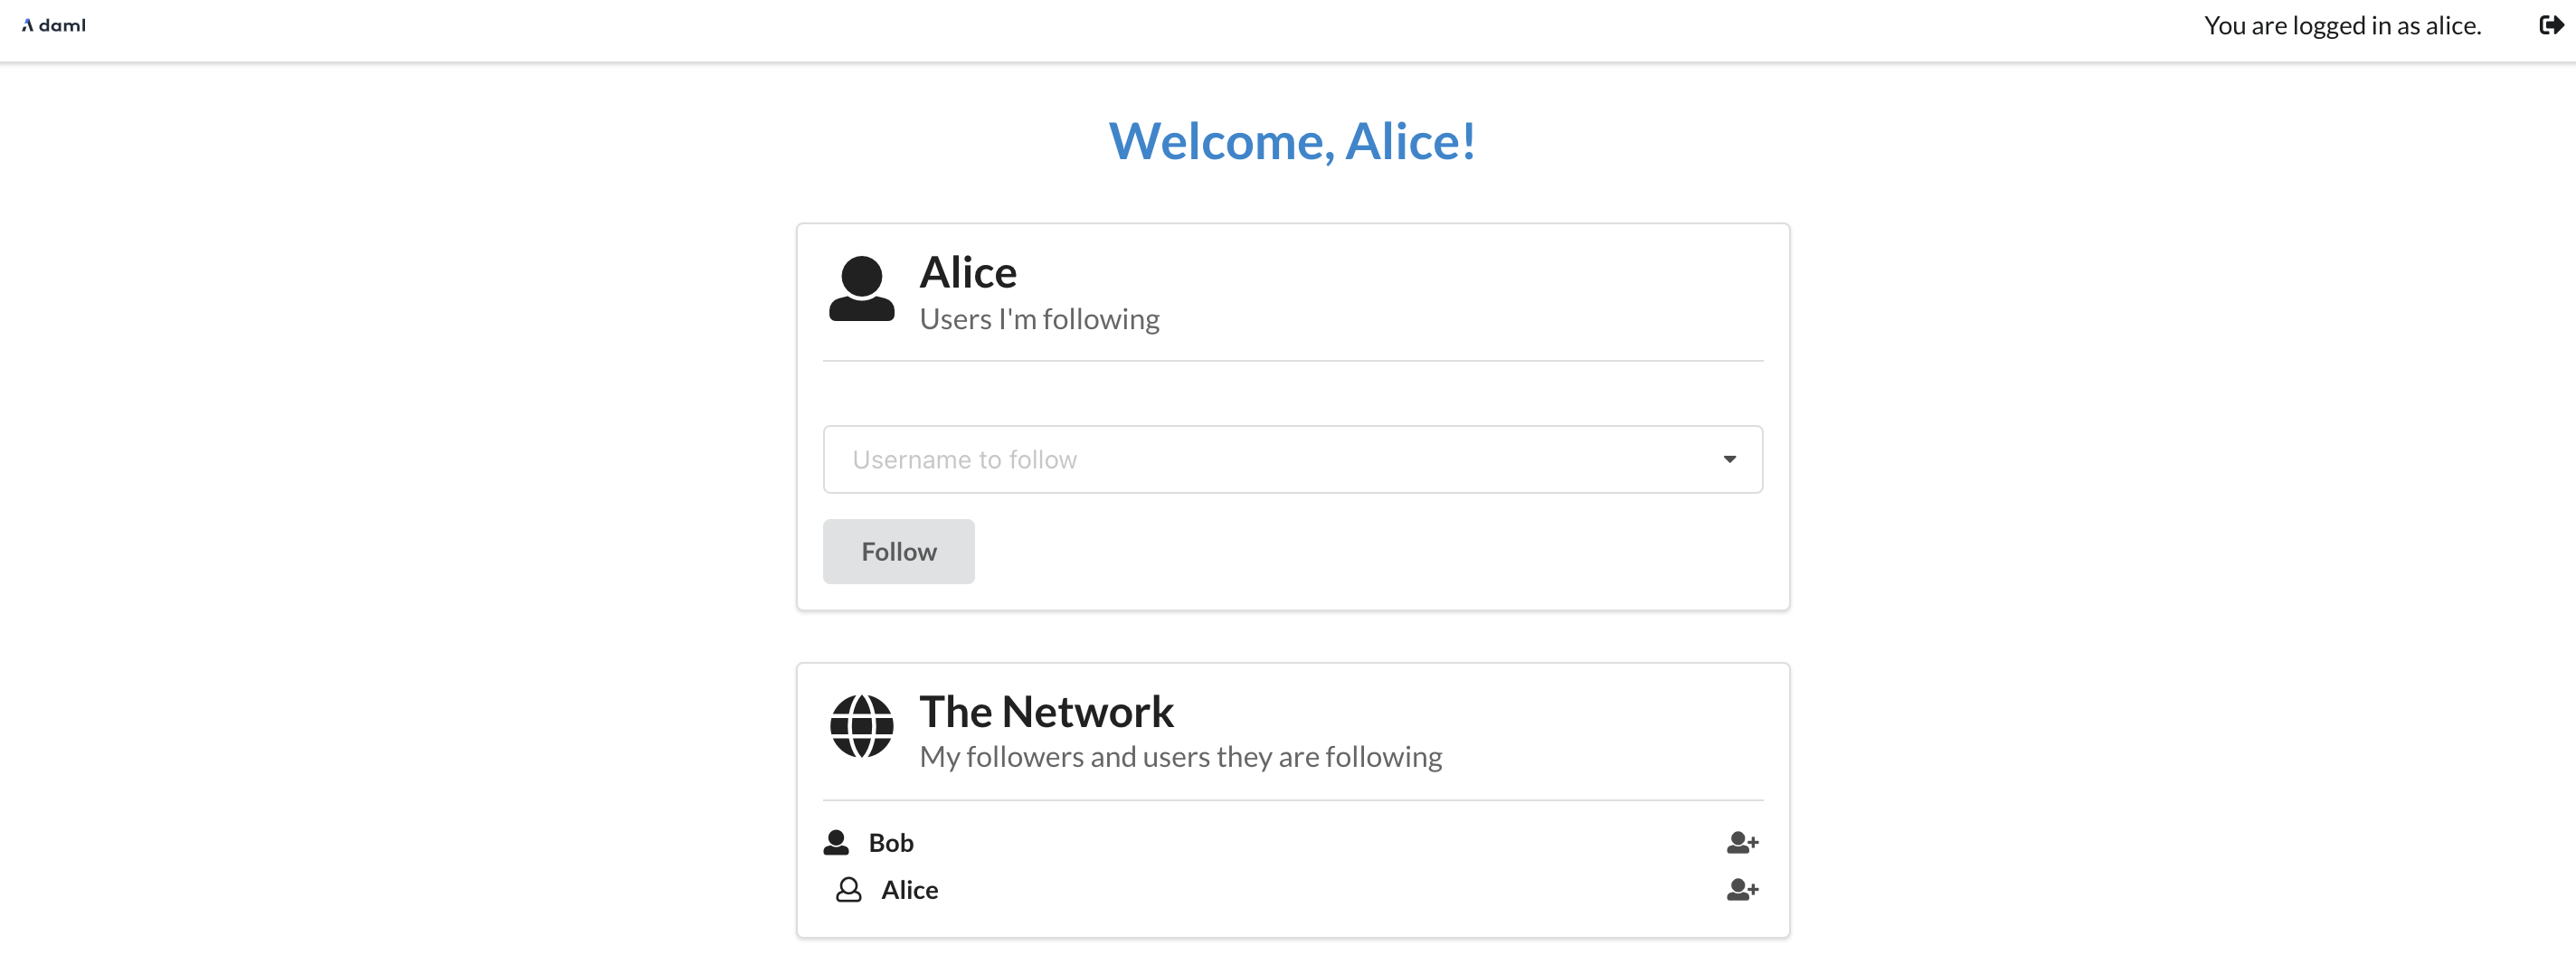 daml
You are logged in as alice.
Welcome, Alice!
Alice
Users I'm following
Username to follow
Follow
The Network
My followers and users they are following
Bob
Alice